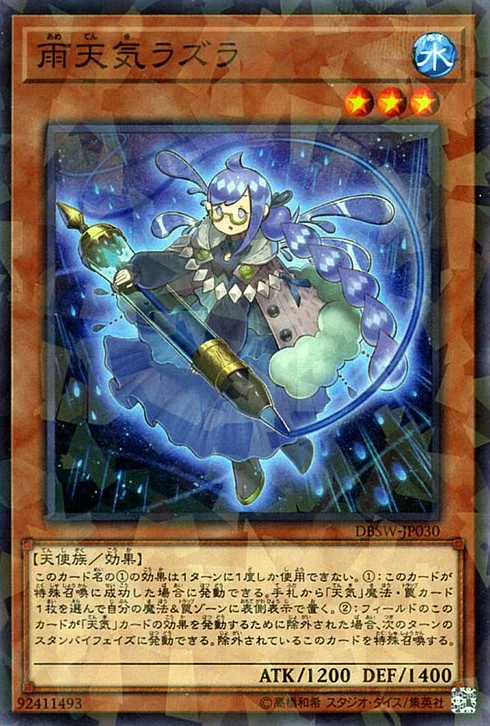 雨天気ラズラ
水
DBSW-JP030
【天使族／効果】
このカード名の①の効果は1ターンに1度しか使用できない。①：このカードが
特殊召喚に成功した場合に発動できる。手札から「天気」魔法・罠カード
1枚を選んで自分の魔法＆罠ゾーンに表側表示で置く。②：フィールドのこの
カードが「天気」カードの効果を発動するために除外された場合、次のターンの
スタンバイフェイズに発動できる。除外されているこのカードを特殊召喚する。
ATK/1200 DEF/1400
92411493
©高橋和希 スタジオ・ダイス/集英社